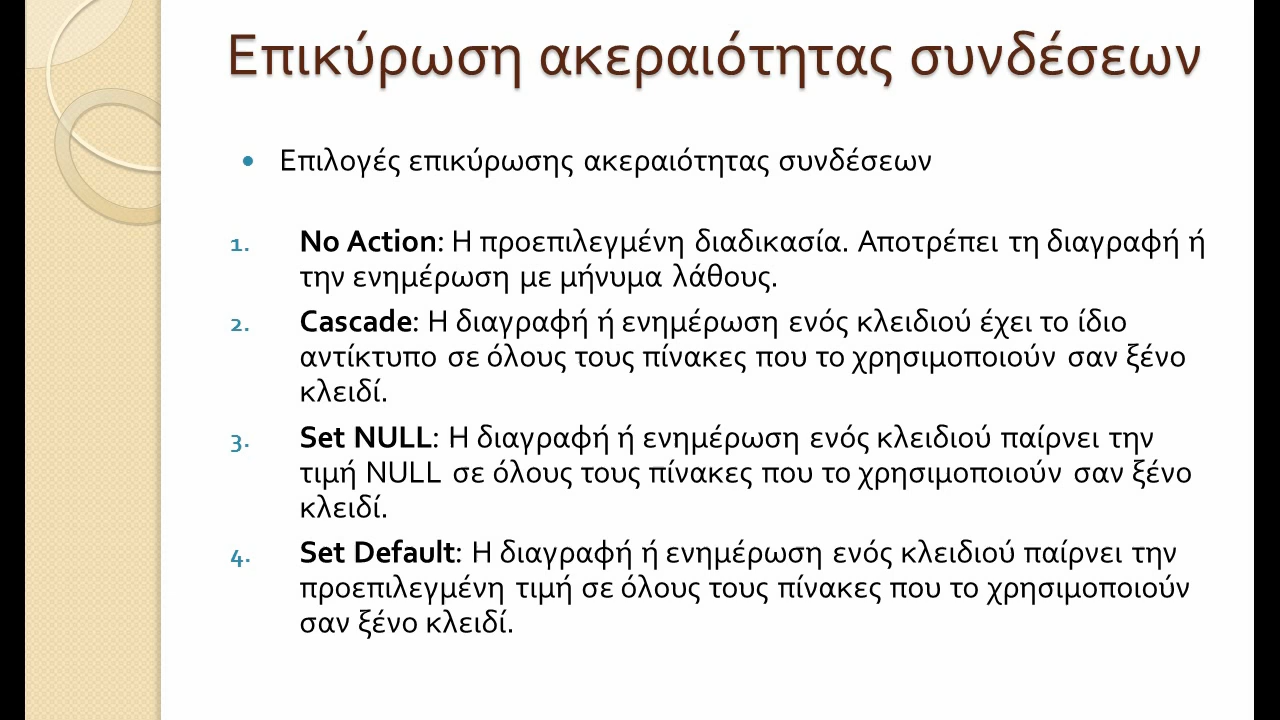 Επικύρωση ακεραιότητας συνδέσεων
• Επιλογές επικύρωσης ακεραιότητας συνδέσεων
1. No Action: Η προεπιλεγμένη διαδικασία. Αποτρέπει τη διαγραφή ή
την ενημέρωση με μήνυμα λάθους.
2. Cascade: Η διαγραφή ή ενημέρωση ενός κλειδιού έχει το ίδιο
αντίκτυπο σε όλους τους πίνακες που το χρησιμοποιούν σαν ξένο
κλειδί.
3. Set NULL: Η διαγραφή ή ενημέρωση ενός κλειδιού παίρνει την
τιμή NULL σε όλους τους πίνακες που το χρησιμοποιούν σαν ξένο
κλειδί.
4. Set Default: Η διαγραφή ή ενημέρωση ενός κλειδιού παίρνει την
προεπιλεγμένη τιμή σε όλους τους πίνακες που το χρησιμοποιούν
σαν ξένο κλειδί.